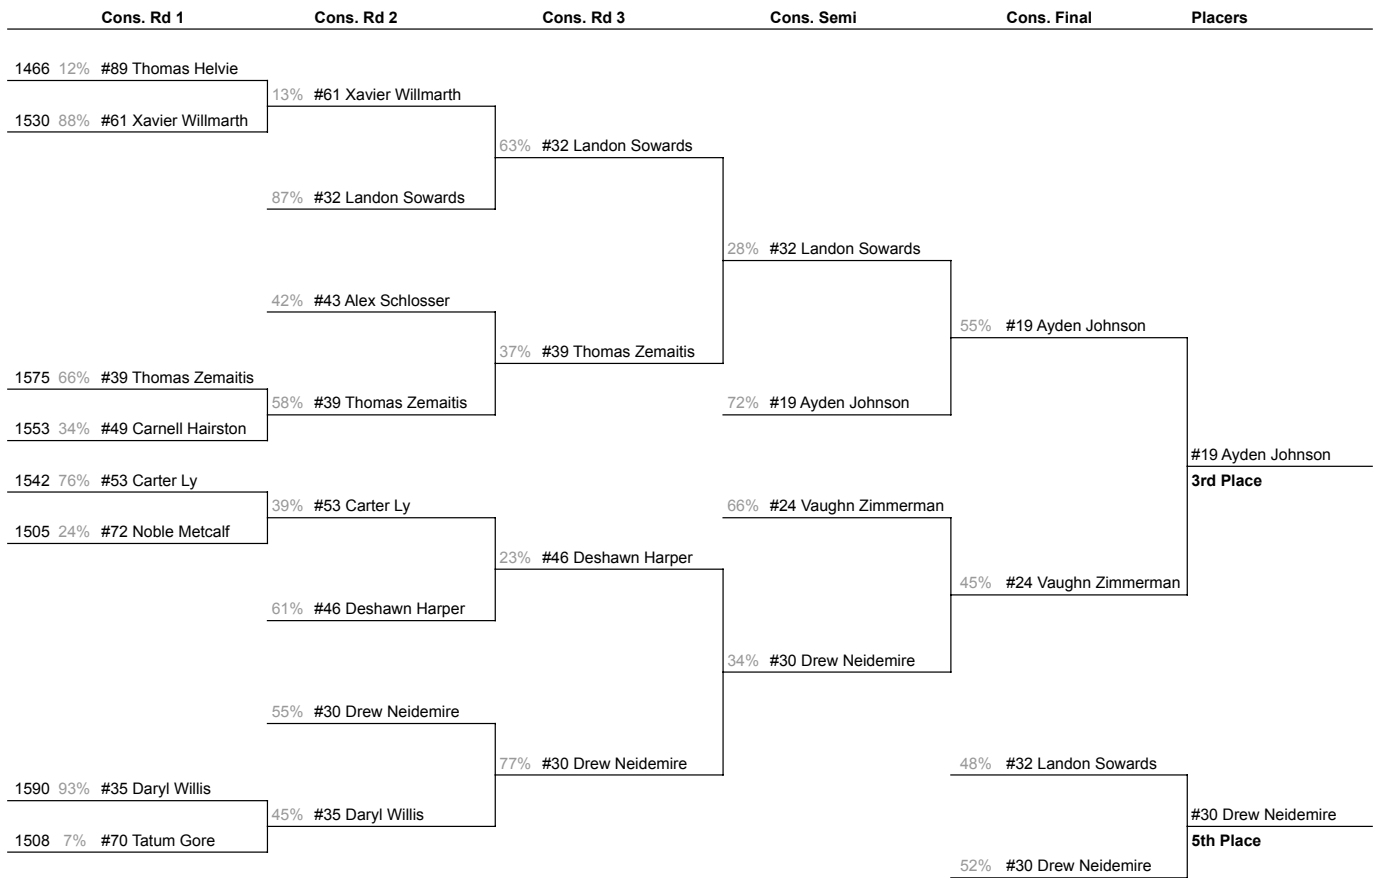 Cons. Rd 1 Cons. Rd 2 Cons. Rd 3 Cons. Semi Cons. Final Placers
1466 12% #89 Thomas Helvie
13% #61 Xavier Willmarth
1530 88% #61 Xavier Willmarth
63% #32 Landon Sowards
87% #32 Landon Sowards
28% #32 Landon Sowards
42% #43 Alex Schlosser
55% #19 Ayden Johnson
37% #39 Thomas Zemaitis
1575 66% #39 Thomas Zemaitis
58% #39 Thomas Zemaitis
72% #19 Ayden Johnson
1553 34% #49 Carnell Hairston
#19 Ayden Johnson
1542 76% #53 Carter Ly
3rd Place
39% #53 Carter Ly
66% #24 Vaughn Zimmerman
1505 24% #72 Noble Metcalf
23% #46 Deshawn Harper
45% #24 Vaughn Zimmerman
61% #46 Deshawn Harper
34% #30 Drew Neidemire
55% #30 Drew Neidemire
77% #30 Drew Neidemire
48% #32 Landon Sowards
1590 93% #35 Daryl Willis
45% #35 Daryl Willis
#30 Drew Neidemire
1508 7% #70 Tatum Gore
5th Place
52% #30 Drew Neidemire